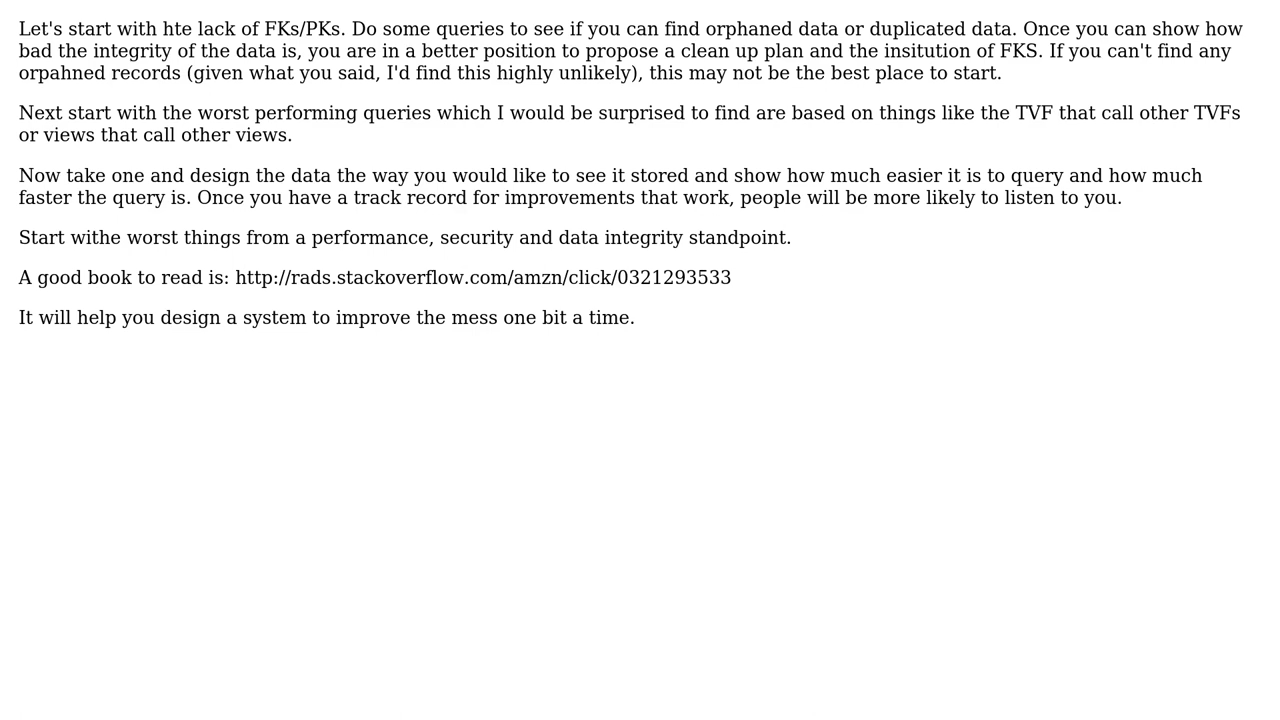 Let's start with hte lack of FKs/PKs. Do some queries to see if you can find orphaned data or duplicated data. Once you can show how
bad the integrity of the data is, you are in a better position to propose a clean up plan and the insitution of FKS. If you can't find any
orpahned records (given what you said, I'd find this highly unlikely), this may not be the best place to start.
Next start with the worst performing queries which I would be surprised to find are based on things like the TVF that call other TVFs
or views that call other views.
Now take one and design the data the way you would like to see it stored and show how much easier it is to query and how much
faster the query is. Once you have a track record for improvements that work, people will be more likely to listen to you.
Start withe worst things from a performance, security and data integrity standpoint.
A good book to read is: http://rads.stackoverflow.com/amzn/click/0321293533
It will help you design a system to improve the mess one bit a time.